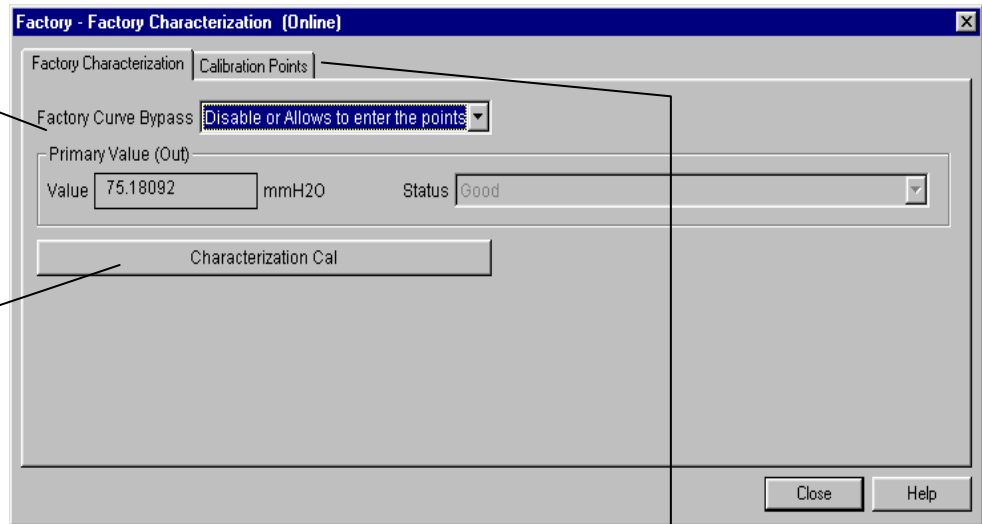 Factory - Factory Characterization (Online)
Factory Characterization Calibration Points
Factory Curve Bypass Disable or Allows to enter the points
Primary Value (Out)
Value 75.18092 mmH2O Status Good
Characterization Cal
Close Help